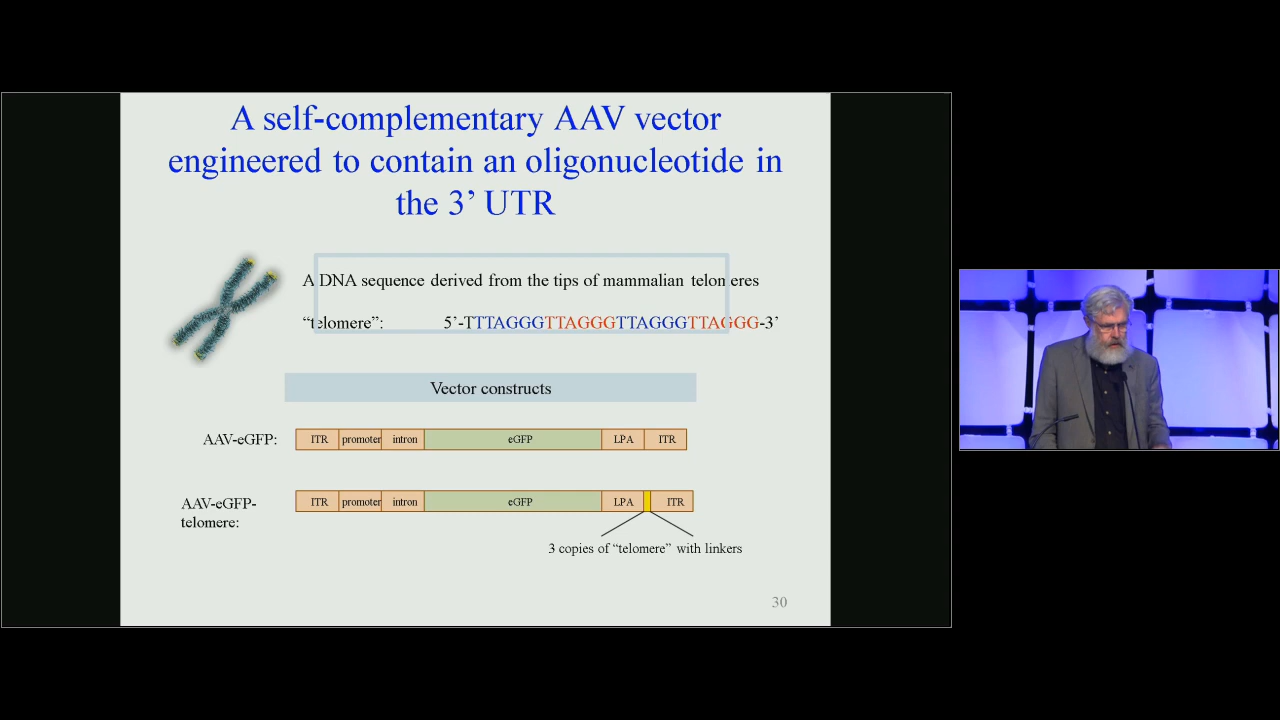 A self-complementary AAV vector
engineered to contain an oligonucleotide in
the 3’ UTR
A DNA sequence derived from the tips of mammalian telomeres
“telomere”: 5’-TTTAGGGTTAGGGTTAGGGTTAGGG-3’
Vector constructs
AAV-eGFP: ITR promoter intron eGFP LPA ITR
AAV-eGFP-
telomere:
ITR promoter intron eGFP LPA ITR
3 copies of “telomere” with linkers
30